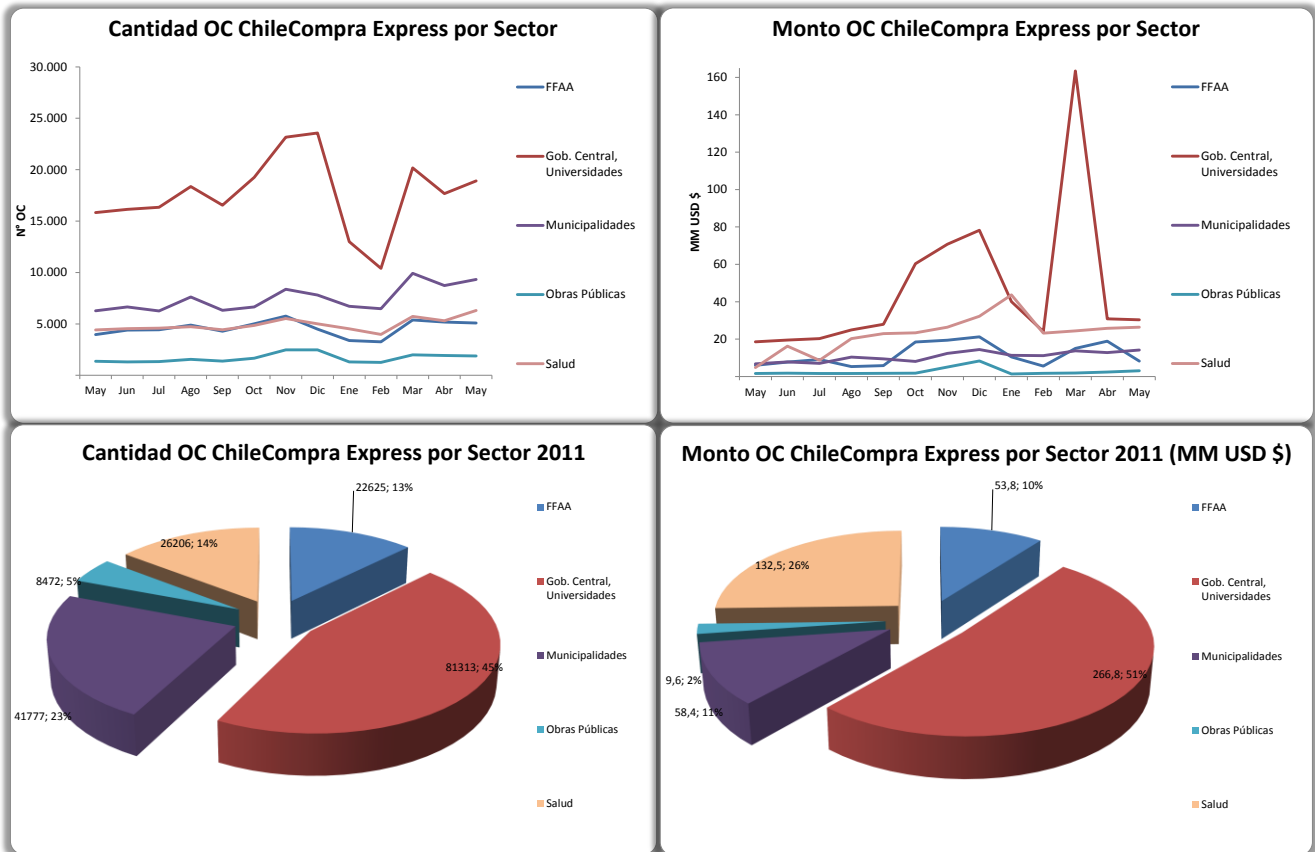 Cantidad OC ChileCompra Express por Sector
30.000
25.000
20.000
15.000
10.000
5.000
N° OC
May Jun Jul Ago Sep Oct Nov Dic Ene Feb Mar Abr May
FFAA
Gob. Central,
Universidades
Municipalidades
Obras Públicas
Salud
Monto OC ChileCompra Express por Sector
160
140
120
100
80
60
40
20
MM USD $
May Jun Jul Ago Sep Oct Nov Dic Ene Feb Mar Abr May
FFAA
Gob. Central,
Universidades
Municipalidades
Obras Públicas
Salud
Cantidad OC ChileCompra Express por Sector 2011
22625; 13%
26206; 14%
8472; 5%
81313; 45%
41777; 23%
FFAA
Gob. Central,
Universidades
Municipalidades
Obras Públicas
Salud
Monto OC ChileCompra Express por Sector 2011 (MM USD $)
53,8; 10%
132,5; 26%
266,8; 51%
9,6; 2%
58,4; 11%
FFAA
Gob. Central,
Universidades
Municipalidades
Obras Públicas
Salud